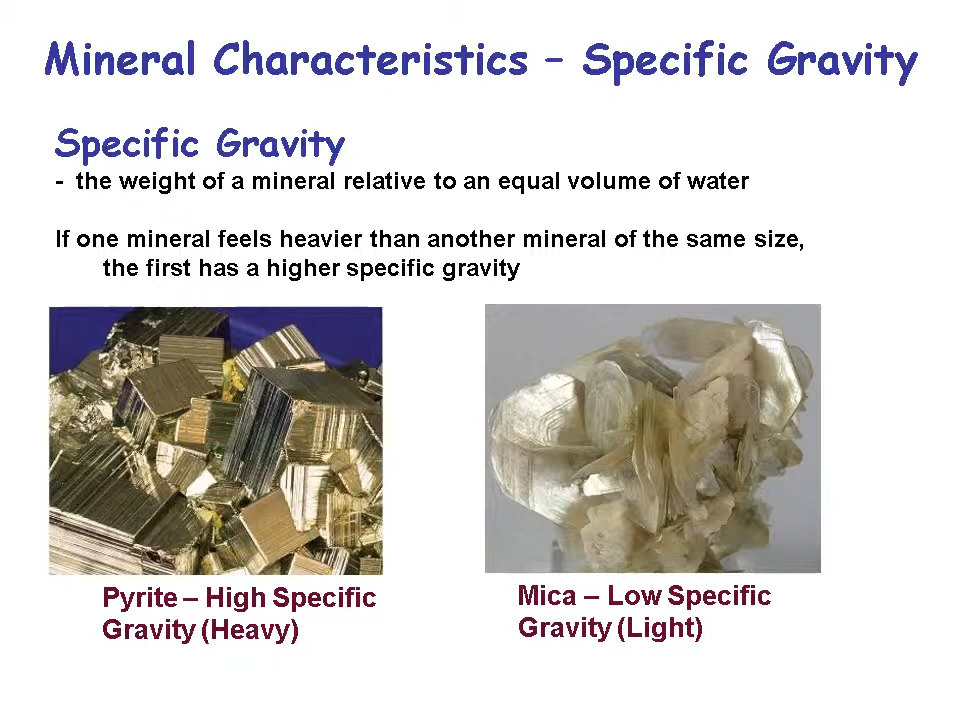 Mineral Characteristics – Specific Gravity
Specific Gravity
- the weight of a mineral relative to an equal volume of water
If one mineral feels heavier than another mineral of the same size,
the first has a higher specific gravity
Pyrite – High Specific
Gravity (Heavy)
Mica – Low Specific
Gravity (Light)